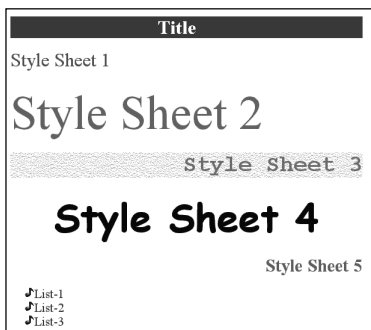 Title
Style Sheet 1
Style Sheet 2
Style Sheet 3
Style Sheet 4
Style Sheet 5
♪List-1
♪List-2
♪List-3